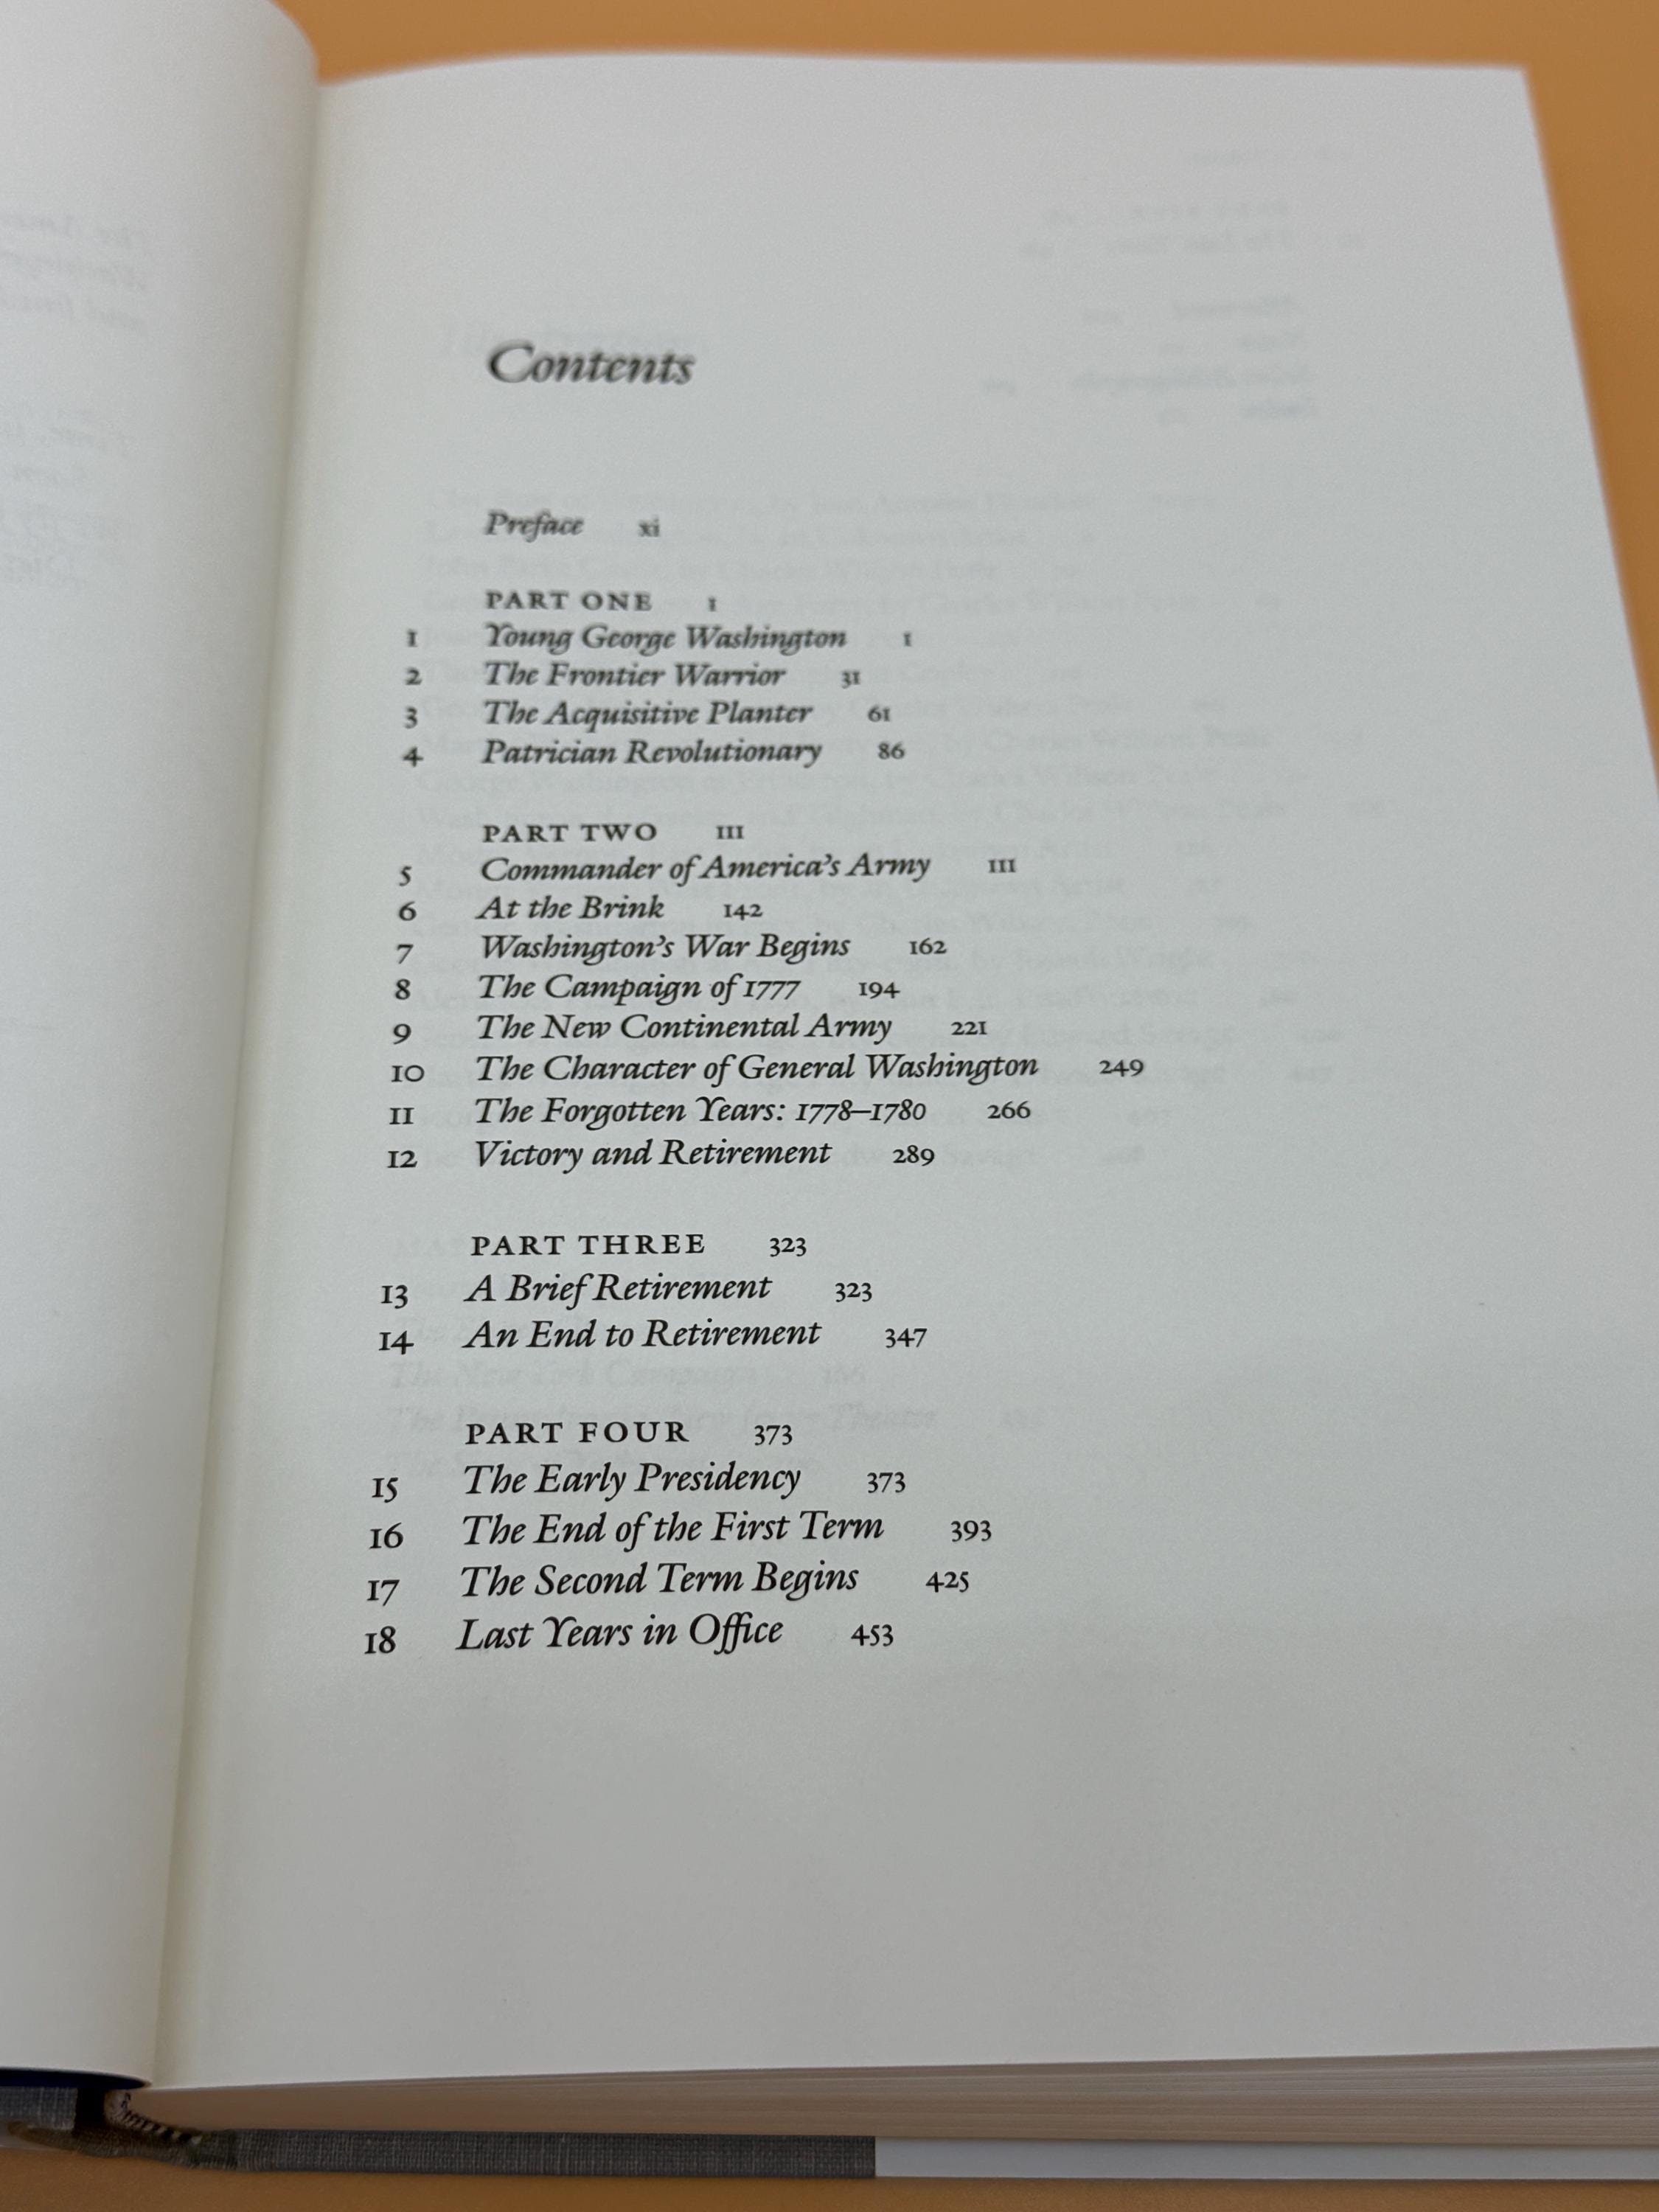 Contents
Preface xi
PART ONE 1
1 Young George Washington 1
2 The Frontier Warrior 31
3 The Acquisitive Planter 61
4 Patrician Revolutionary 86
PART TWO 111
5 Commander of America's Army 111
6 At the Brink 142
7 Washington's War Begins 162
8 The Campaign of 1777 194
9 The New Continental Army 221
10 The Character of General Washington 249
11 The Forgotten Years: 1778–1780 266
12 Victory and Retirement 289
PART THREE 323
13 A Brief Retirement 323
14 An End to Retirement 347
PART FOUR 373
15 The Early Presidency 373
16 The End of the First Term 393
17 The Second Term Begins 425
18 Last Years in Office 453